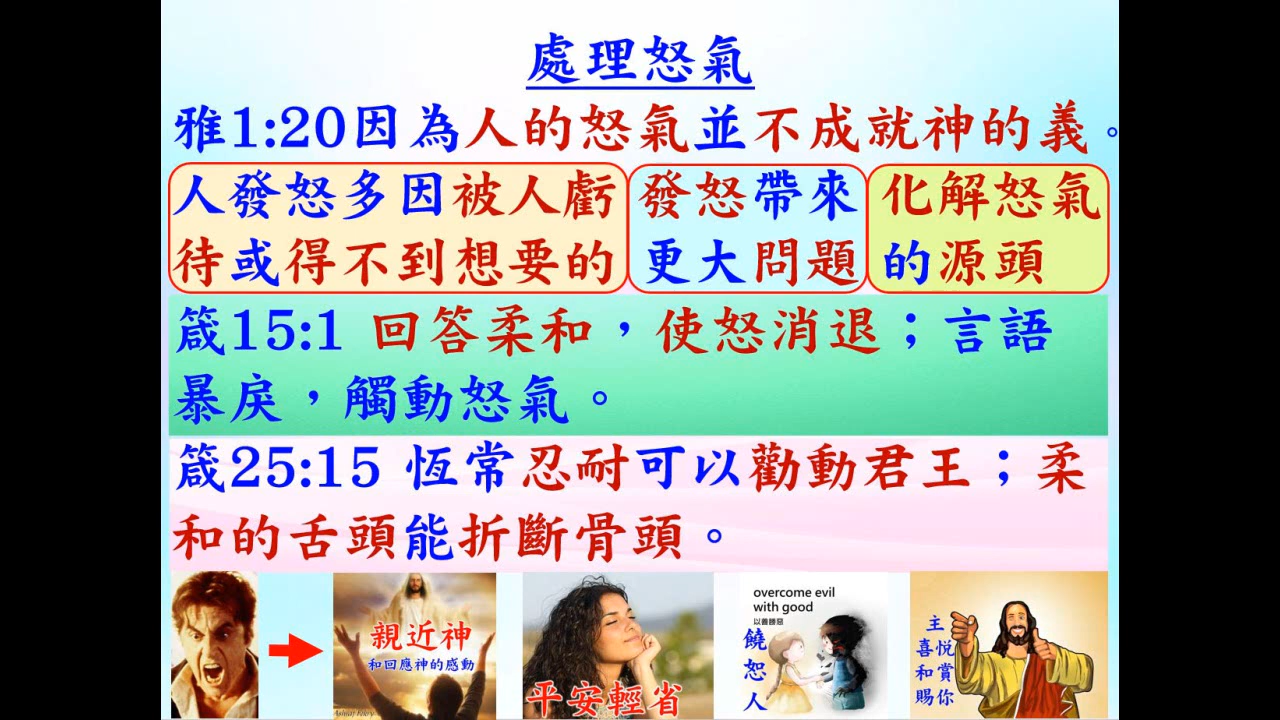 處理怒氣
雅1:20因為人的怒氣並不成就神的義。
人發怒多因被人虧
待或得不到想要的
發怒帶來
更大問題
化解怒氣
的源頭
箴15:1 回答柔和，使怒消退；言語
暴戾，觸動怒氣。
箴25:15 恆常忍耐可以勸動君王；柔
和的舌頭能折斷骨頭。
親近神
和回應神的感動
平安輕省
overcome evil
with good
以善勝惡
饒恕人
主悅
喜賞
和你
賜